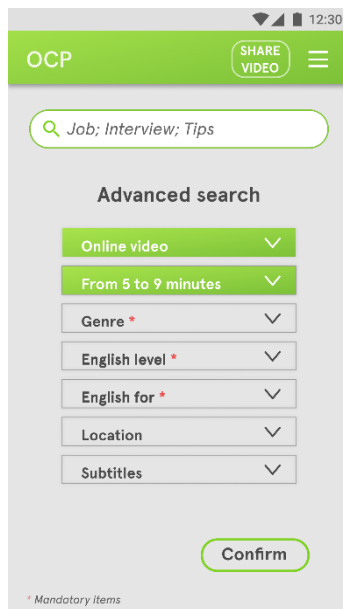 12:30
OCP
SHARE
VIDEO
Job; Interview; Tips
Advanced search
Online video
From 5 to 9 minutes
Genre *
English level *
English for *
Location
Subtitles
Confirm
* Mandatory items